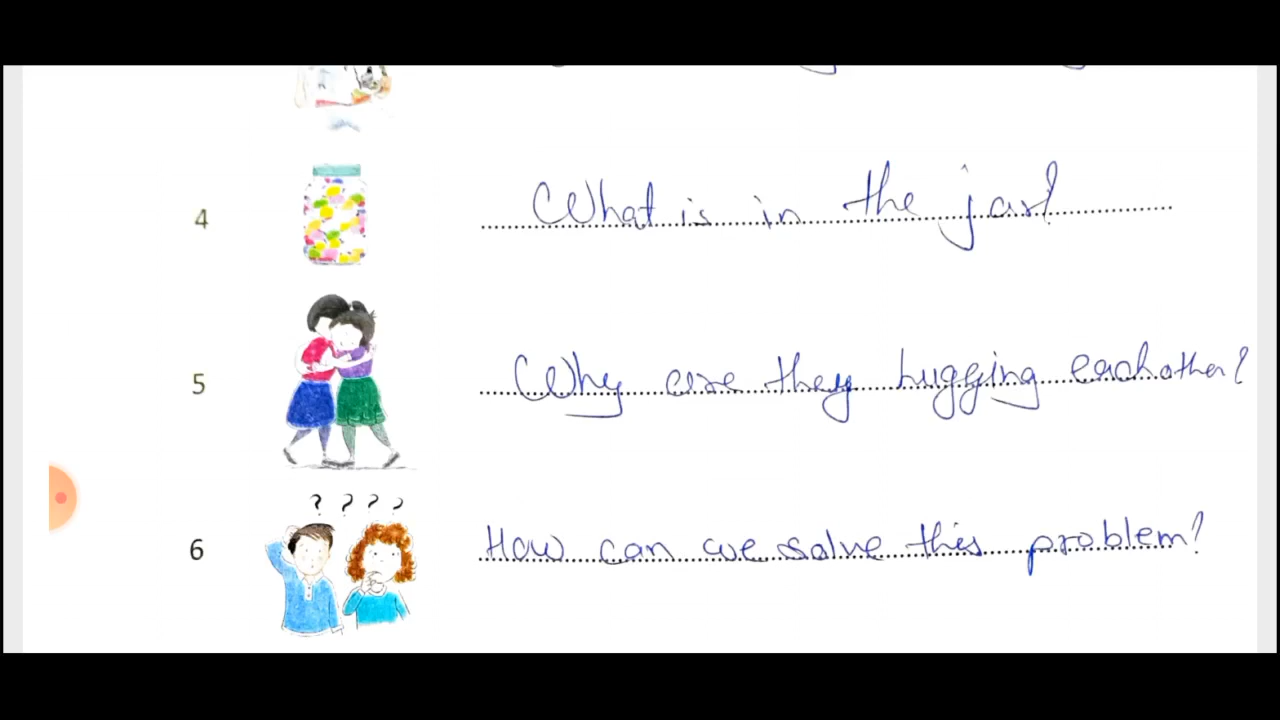 4 What is in the jar?
5 Why are they hugging eachother?
? ? ? ?
6 How can we solve this problem?